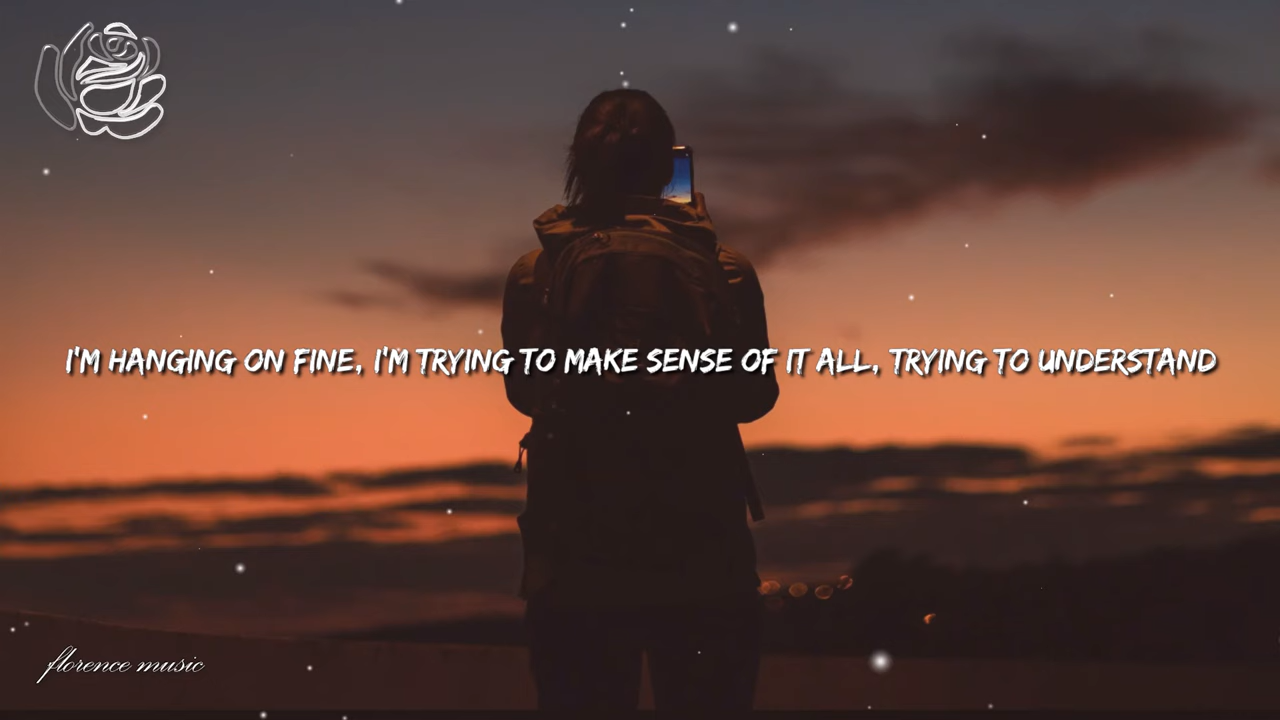 I'M HANGING ON FINE, I'M TRYING TO MAKE SENSE OF IT ALL, TRYING TO UNDERSTAND
florence music